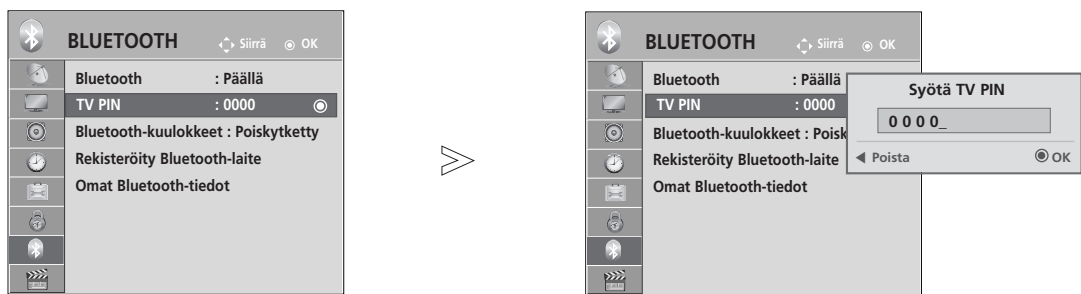 BLUETOOTH Siirrä OK
Bluetooth : Päällä
TV PIN : 0000
Bluetooth-kuulokkeet : Poiskytketty
Rekisteröity Bluetooth-laite
Omat Bluetooth-tiedot
BLUETOOTH Siirrä OK
Bluetooth : Päällä
TV PIN : 0000
Bluetooth-kuulokkeet : Poisk
Rekisteröity Bluetooth-laite
Omat Bluetooth-tiedot
Syötä TV PIN
0 0 0 0_
Poista OK